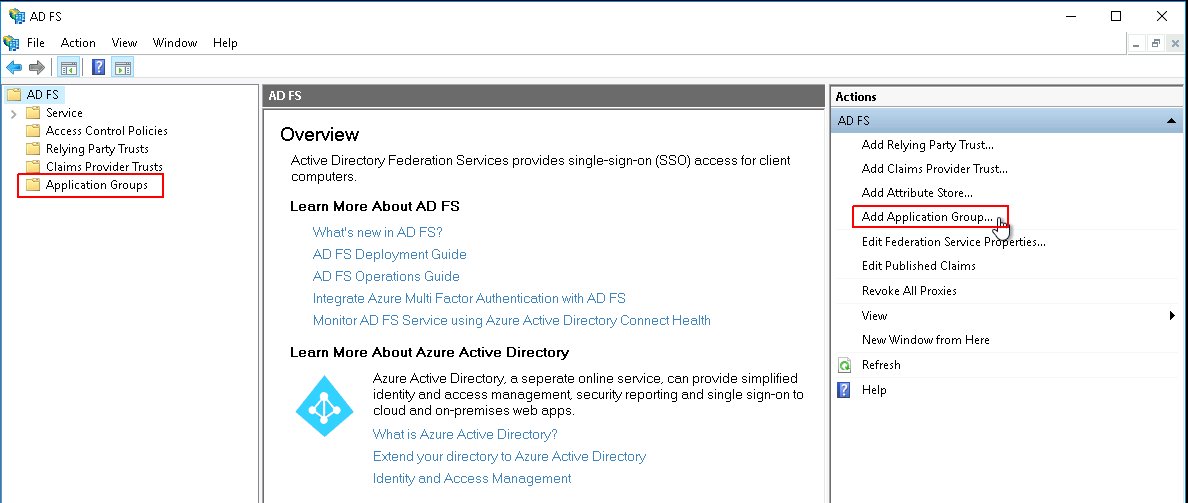 AD FS
File Action View Window Help
AD FS
Service
Access Control Policies
Relying Party Trusts
Claims Provider Trusts
Application Groups
AD FS
Overview
Active Directory Federation Services provides single-sign-on (SSO) access for client
computers.
Learn More About AD FS
What's new in AD FS?
AD FS Deployment Guide
AD FS Operations Guide
Integrate Azure Multi Factor Authentication with AD FS
Monitor AD FS Service using Azure Active Directory Connect Health
Learn More About Azure Active Directory
Azure Active Directory, a seperate online service, can provide simplified
identity and access management, security reporting and single sign-on to
cloud and on-premises web apps.
What is Azure Active Directory?
Extend your directory to Azure Active Directory
Identity and Access Management
Actions
AD FS
Add Relying Party Trust...
Add Claims Provider Trust...
Add Attribute Store...
Add Application Group...
Edit Federation Service Properties...
Edit Published Claims
Revoke All Proxies
View
New Window from Here
Refresh
Help